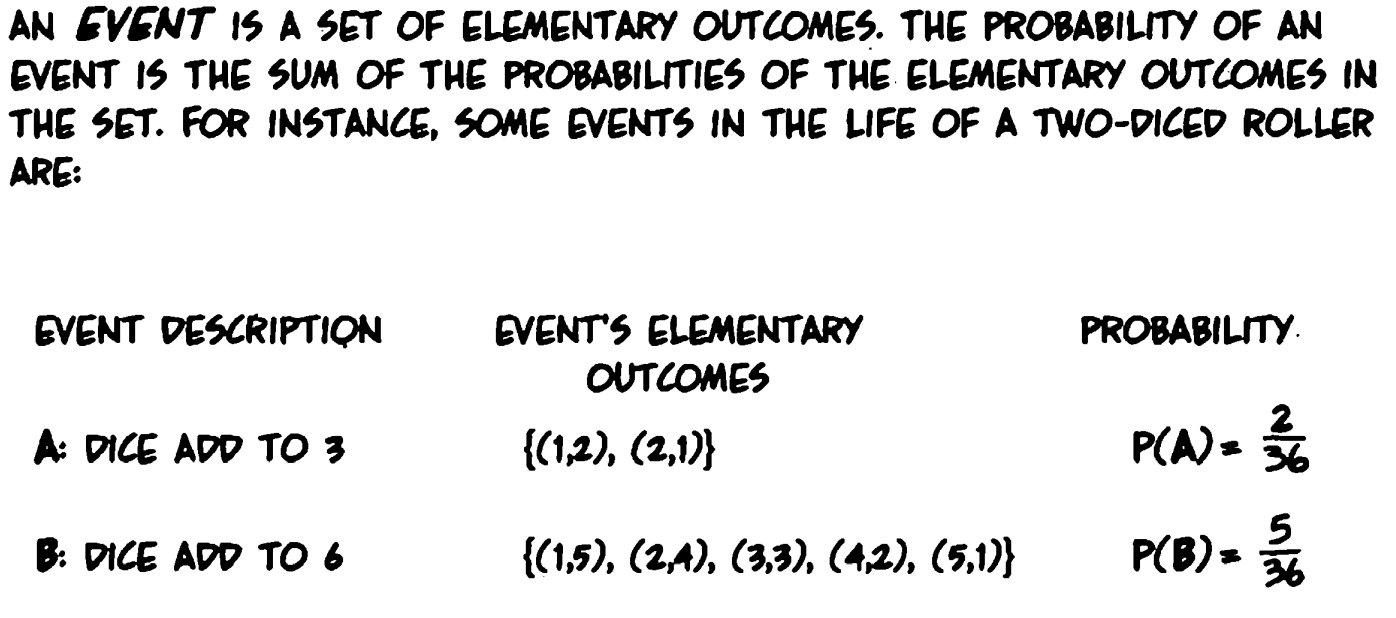 AN EVENT IS A SET OF ELEMENTARY OUTCOMES. THE PROBABILITY OF AN
EVENT IS THE SUM OF THE PROBABILITIES OF THE ELEMENTARY OUTCOMES IN
THE SET. FOR INSTANCE, SOME EVENTS IN THE LIFE OF A TWO-DICED ROLLER
ARE:
EVENT DESCRIPTION EVENT'S ELEMENTARY PROBABILITY
OUTCOMES
A: DICE ADD TO 3 {(1,2), (2,1)} P(A) = 2/36
B: DICE ADD TO 6 {(1,5), (2,4), (3,3), (4,2), (5,1)} P(B) = 5/36